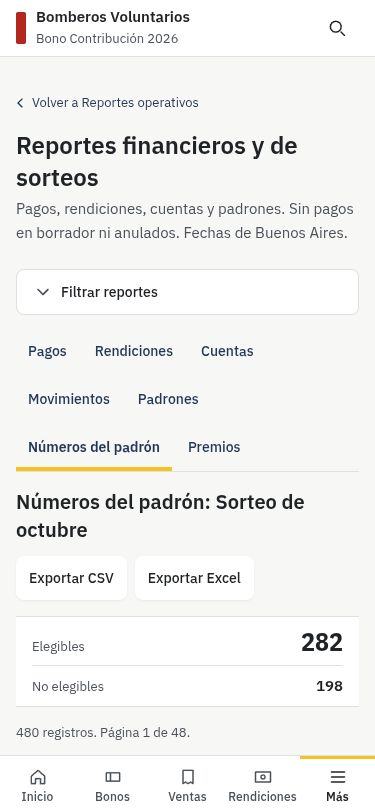 Bomberos Voluntarios
Bono Contribución 2026
Volver a Reportes operativos
Reportes financieros y de
sorteos
Pagos, rendiciones, cuentas y padrones. Sin pagos
en borrador ni anulados. Fechas de Buenos Aires.
Filtrar reportes
Pagos Rendiciones Cuentas
Movimientos Padrones
Números del padrón Premios
Números del padrón: Sorteo de
octubre
Exportar CSV Exportar Excel
Elegibles 282
No elegibles 198
480 registros. Página 1 de 48.
Inicio Bonos Ventas Rendiciones Más